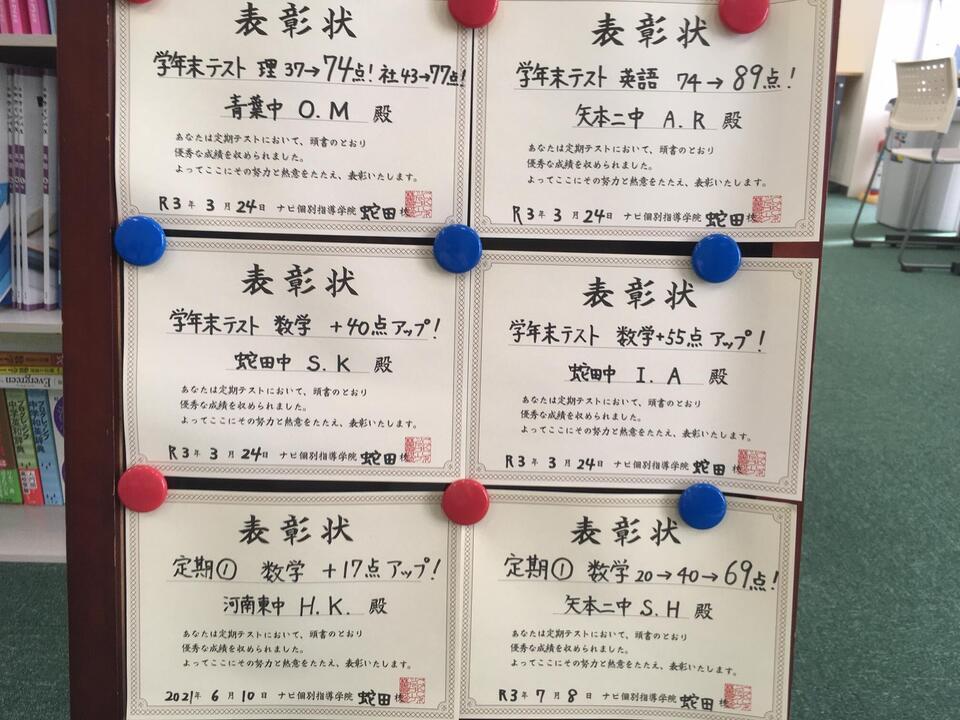 表彰状
学年末テスト 理 37→74点! 社 43→77点!
青葉中 O.M 殿
あなたは定期テストにおいて、頭書のとおり
優秀な成績を収められました。
よってここにその努力と熱意をたたえ、表彰いたします。
R3年 3月 24日 ナビ個別指導学院 蛇田校
表彰状
学年末テスト 英語 74→89点!
矢本二中 A.R 殿
あなたは定期テストにおいて、頭書のとおり
優秀な成績を収められました。
よってここにその努力と熱意をたたえ、表彰いたします。
R3年 3月 24日 ナビ個別指導学院 蛇田校
表彰状
学年末テスト 数学 +40点アップ!
蛇田中 S.K 殿
あなたは定期テストにおいて、頭書のとおり
優秀な成績を収められました。
よってここにその努力と熱意をたたえ、表彰いたします。
R3年 3月 24日 ナビ個別指導学院 蛇田校
表彰状
学年末テスト 数学+55点 アップ!
蛇田中 I.A 殿
あなたは定期テストにおいて、頭書のとおり
優秀な成績を収められました。
よってここにその努力と熱意をたたえ、表彰いたします。
R3年 3月 24日 ナビ個別指導学院 蛇田校
表彰状
定期① 数学 +17点アップ!
河南東中 H.K. 殿
あなたは定期テストにおいて、頭書のとおり
優秀な成績を収められました。
よってここにその努力と熱意をたたえ、表彰いたします。
2021年 6月 10日 ナビ個別指導学院 蛇田校
表彰状
定期① 数学 20→40→69点!
矢本二中 S.H 殿
あなたは定期テストにおいて、頭書のとおり
優秀な成績を収められました。
よってここにその努力と熱意をたたえ、表彰いたします。
R3年 7月 8日 ナビ個別指導学院 蛇田校
Evergreen